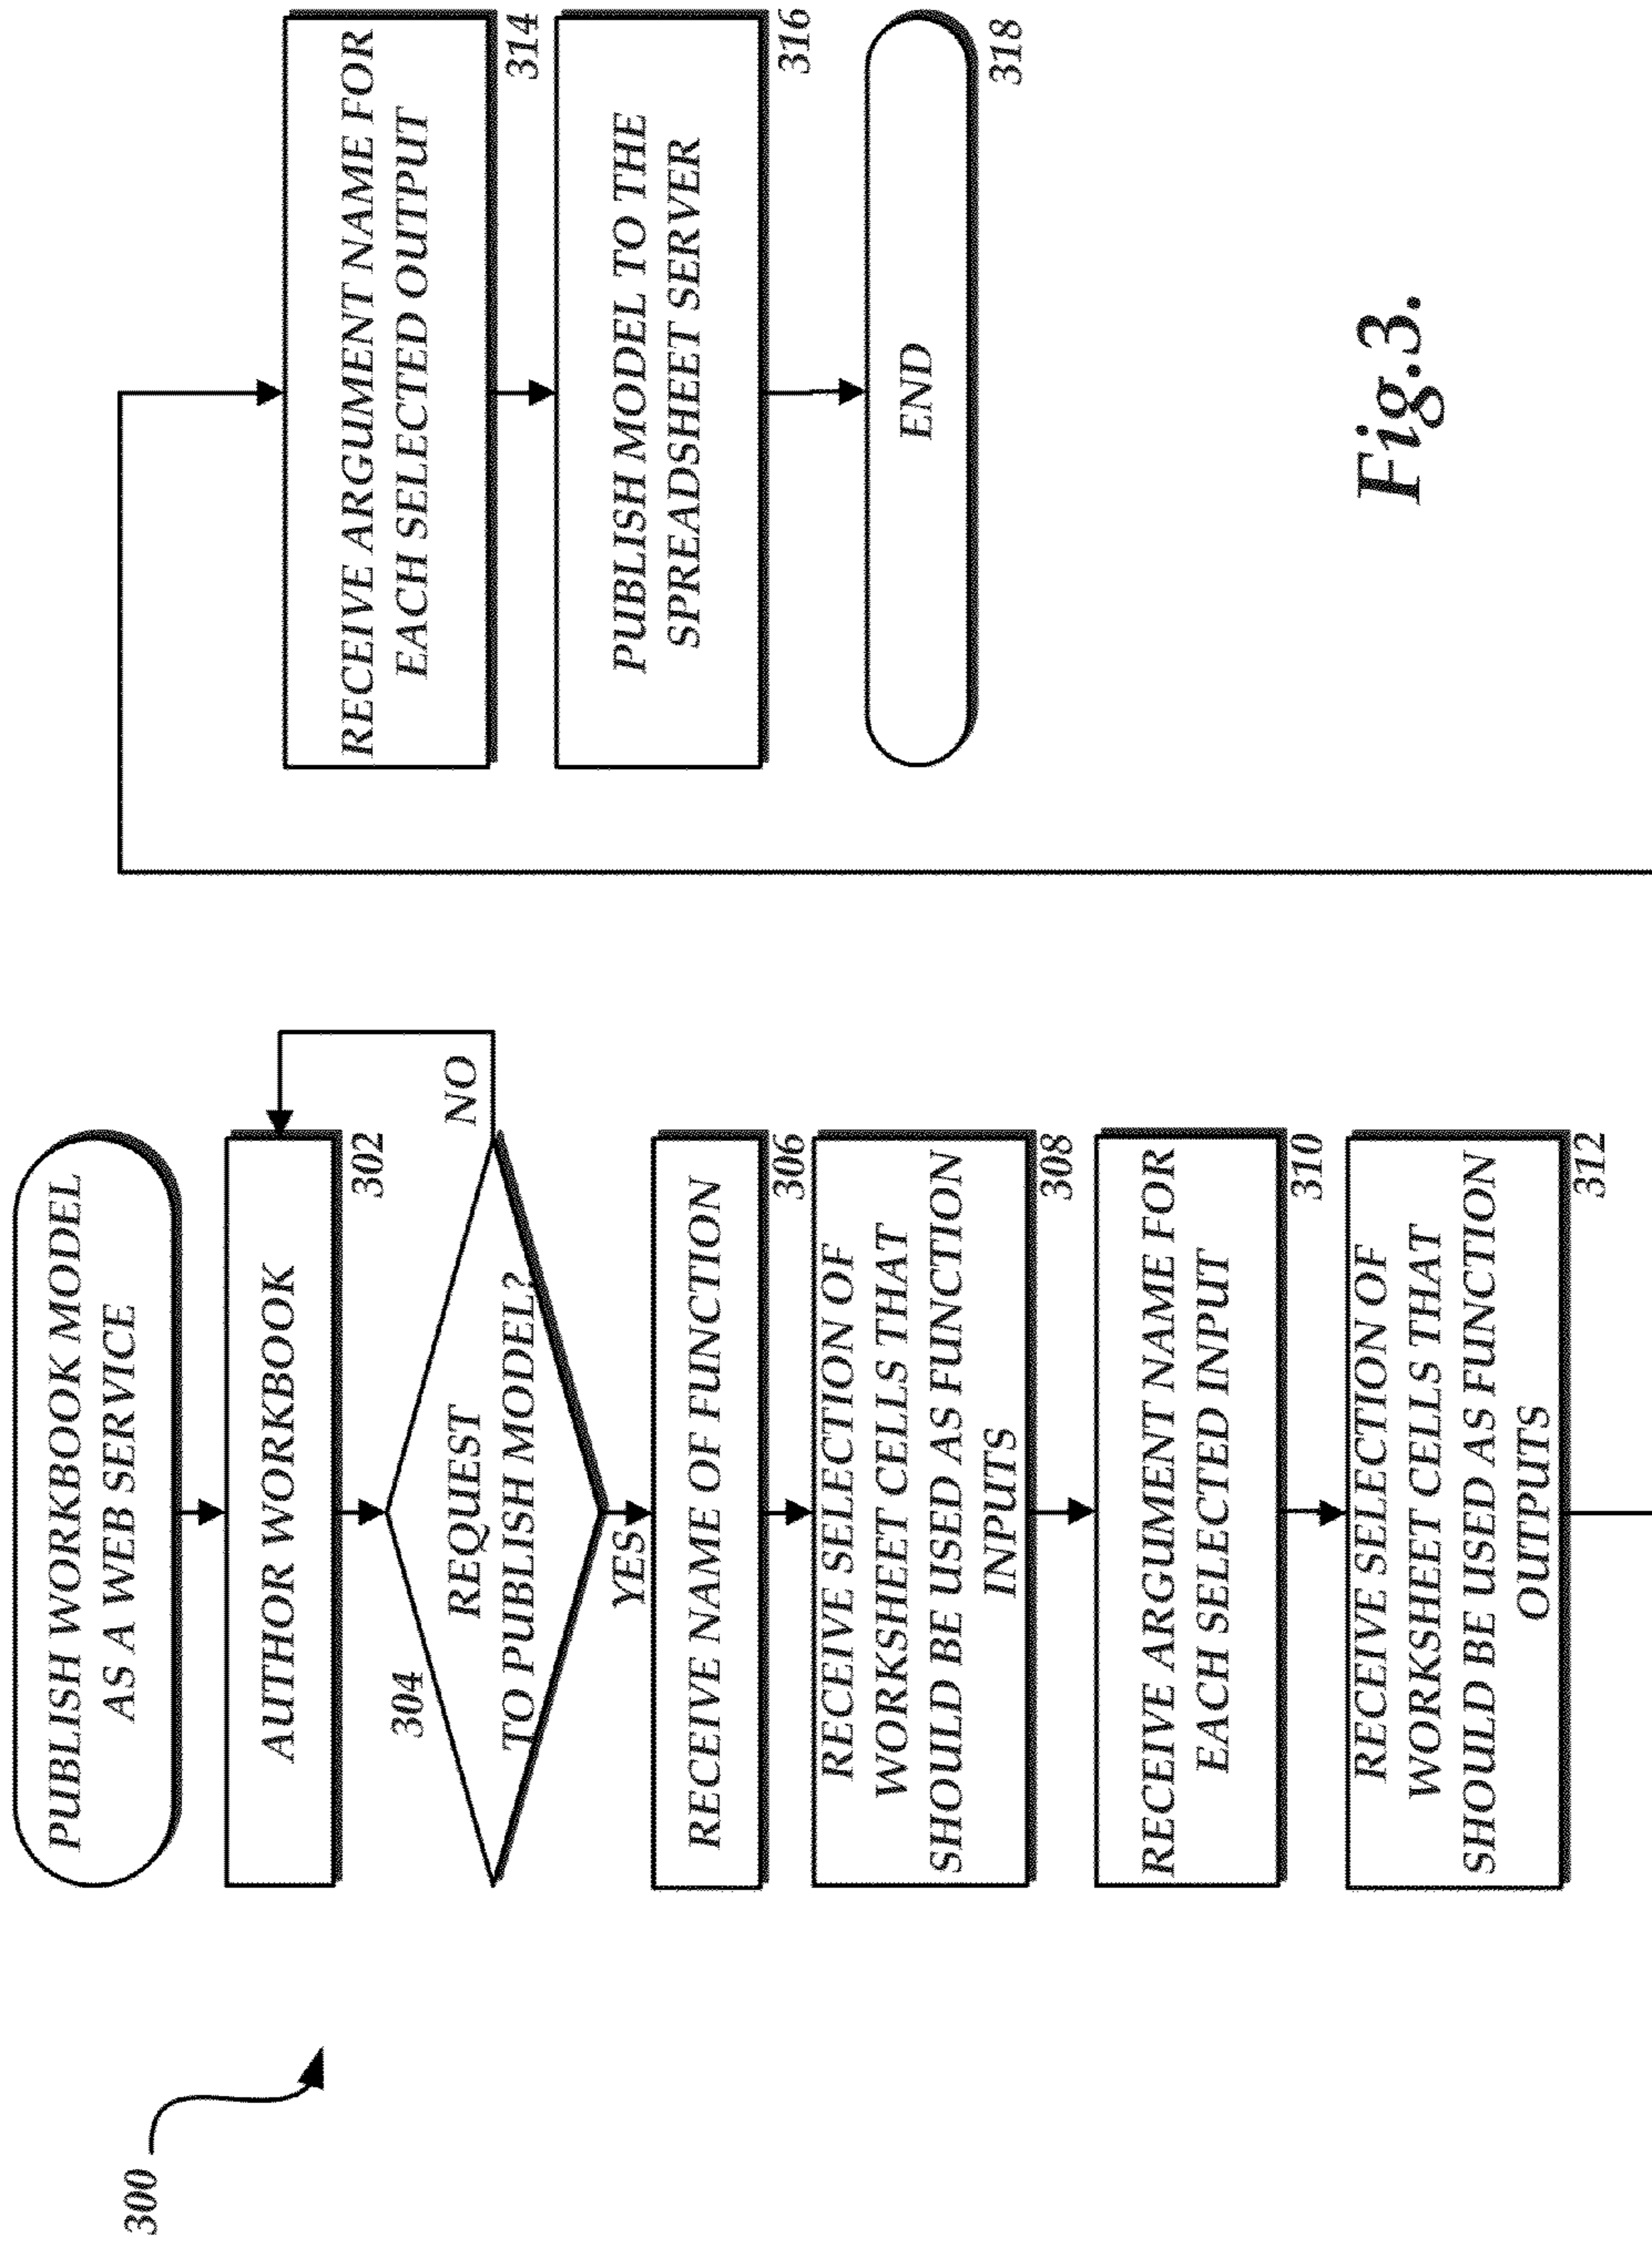 300
PUBLISH WORKBOOK MODEL
AS A WEB SERVICE
AUTHOR WORKBOOK
302
304
REQUEST
TO PUBLISH MODEL?
NO
YES
RECEIVE NAME OF FUNCTION
306
RECEIVE SELECTION OF
WORKSHEET CELLS THAT
SHOULD BE USED AS FUNCTION
INPUTS
308
RECEIVE ARGUMENT NAME FOR
EACH SELECTED INPUT
310
RECEIVE SELECTION OF
WORKSHEET CELLS THAT
SHOULD BE USED AS FUNCTION
OUTPUTS
312
RECEIVE ARGUMENT NAME FOR
EACH SELECTED OUTPUT
314
PUBLISH MODEL TO THE
SPREADSHEET SERVER
316
END
318
Fig.3.